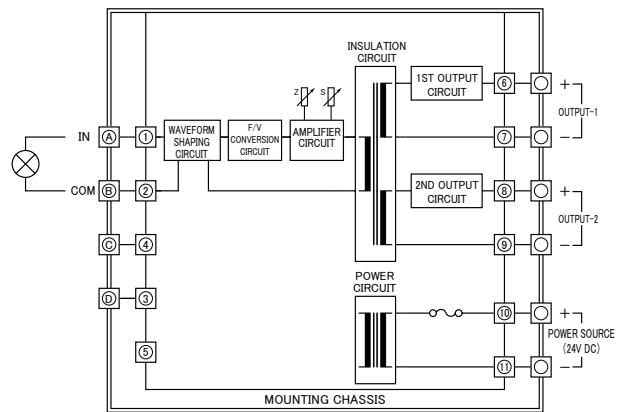 INSULATION
CIRCUIT
1ST OUTPUT
CIRCUIT
⑥
+
OUTPUT-1
⑦
−
Z
S
IN
Ⓐ
①
WAVEFORM
SHAPING
CIRCUIT
F/V
CONVERSION
CIRCUIT
AMPLIFIER
CIRCUIT
COM
Ⓑ
②
2ND OUTPUT
CIRCUIT
⑧
+
OUTPUT-2
⑨
−
Ⓒ
④
Ⓓ
③
⑤
POWER
CIRCUIT
⑩
+
POWER SOURCE
(24V DC)
⑪
−
MOUNTING CHASSIS